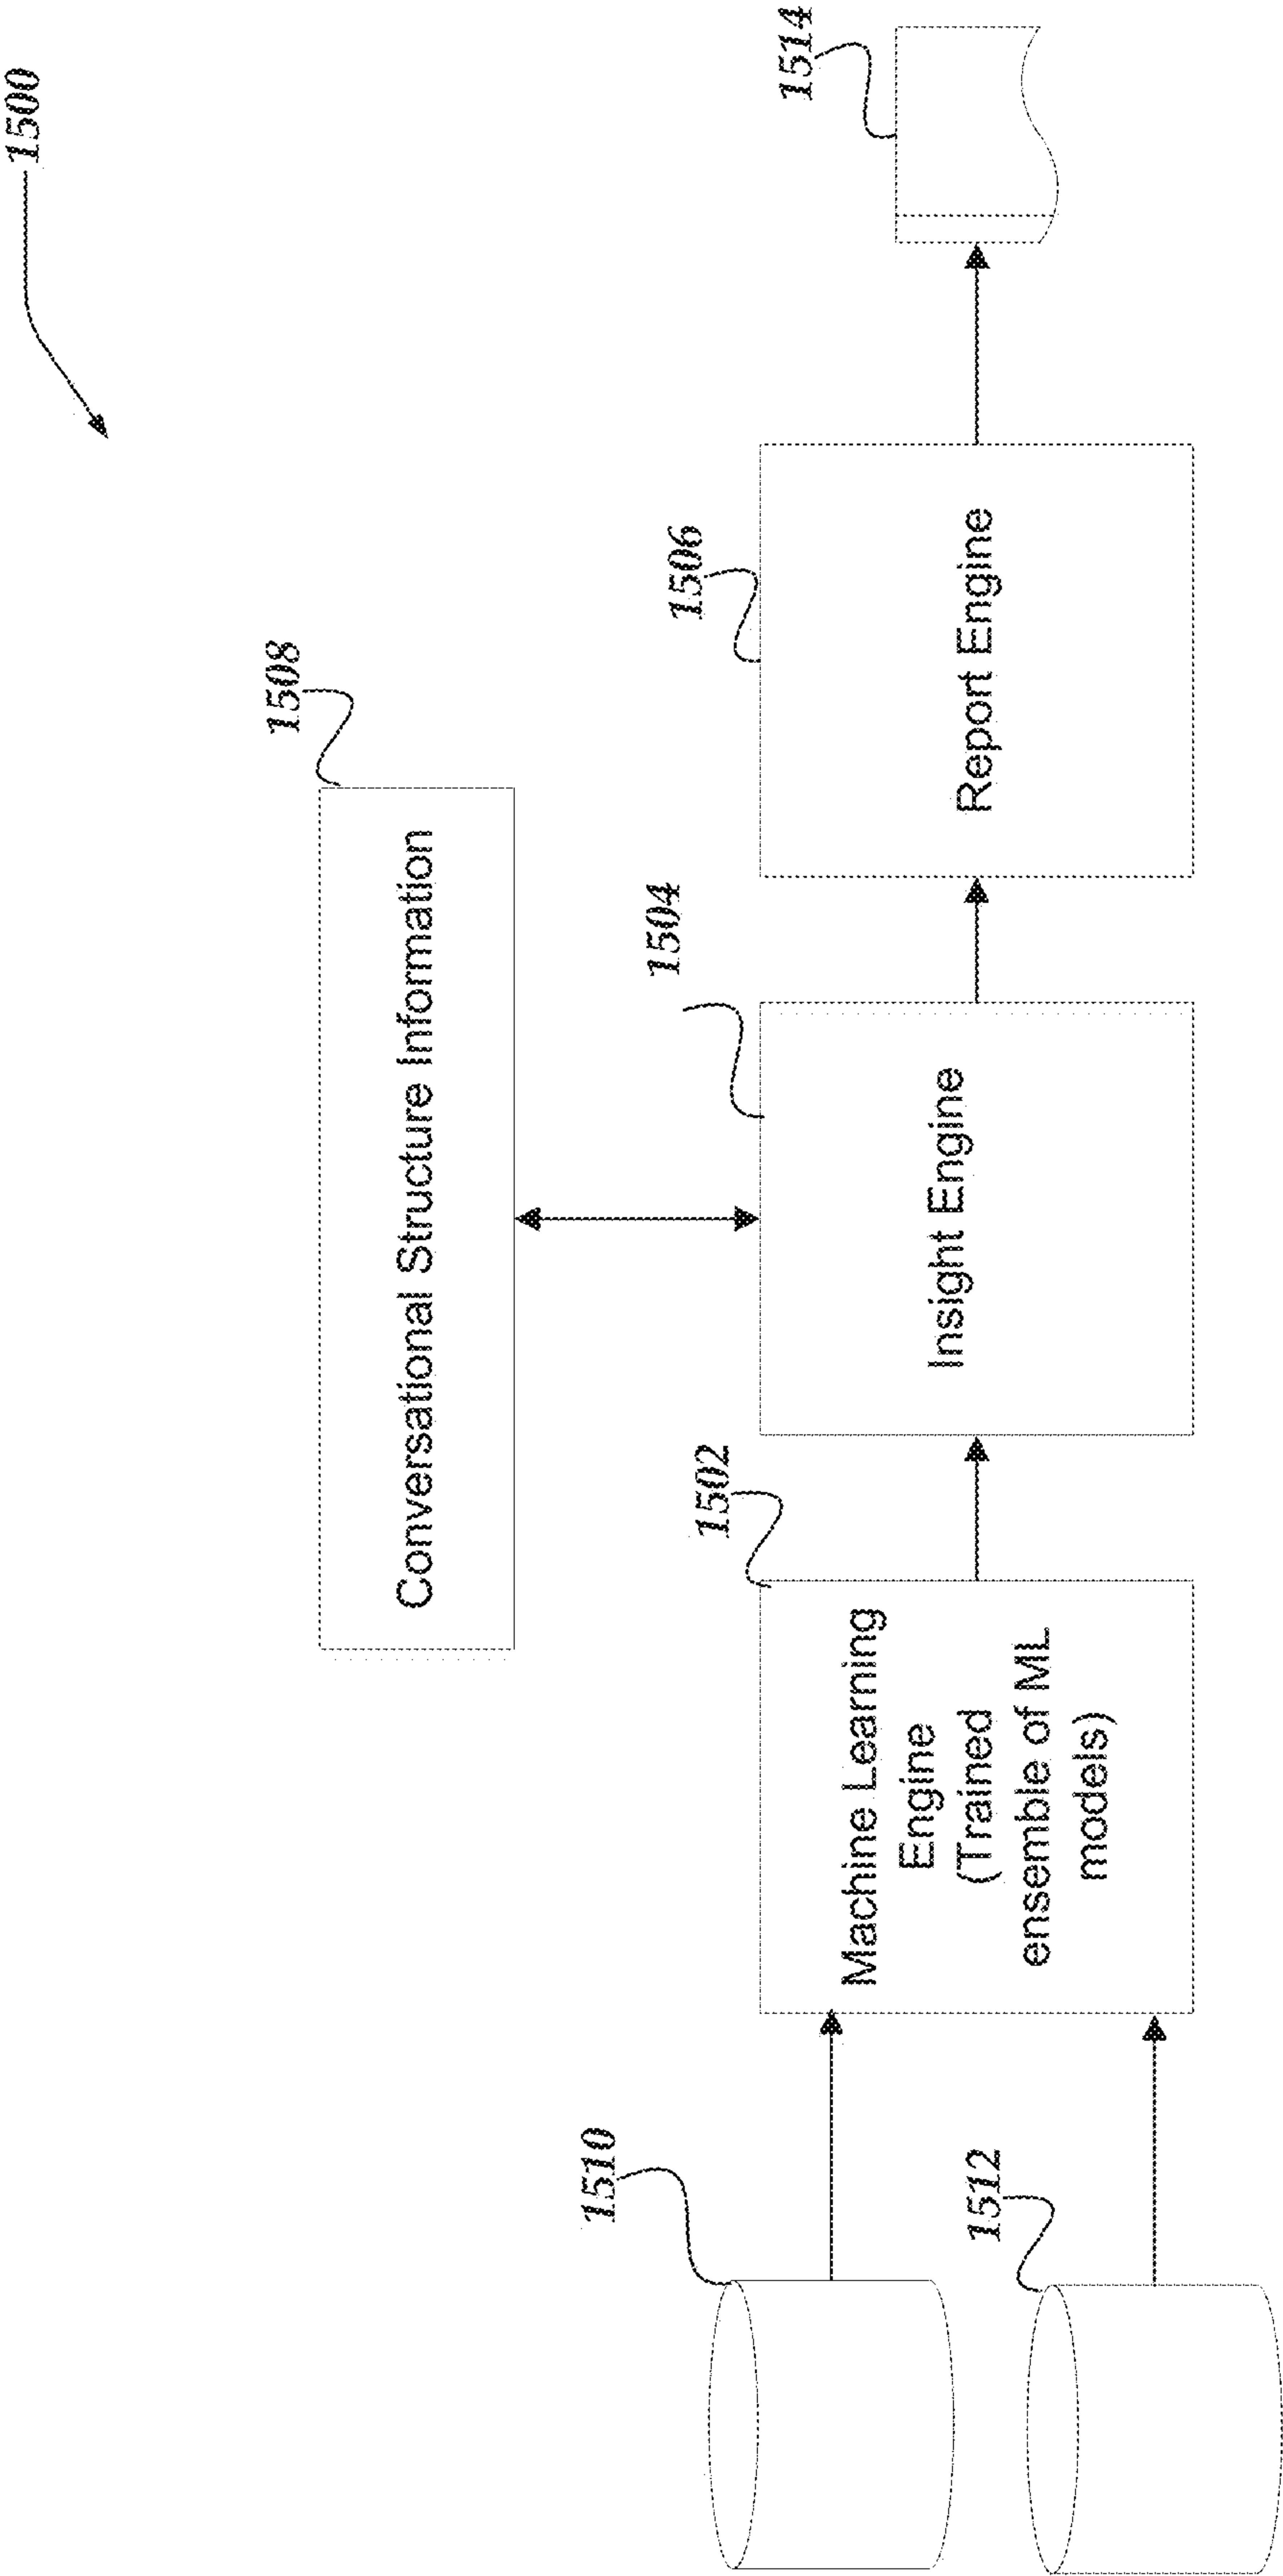 1500
1508
Conversational Structure Information
1510
1502
1504
1506
1514
Machine Learning
Engine
(Trained
ensemble of ML
models)
Insight Engine
Report Engine
1512